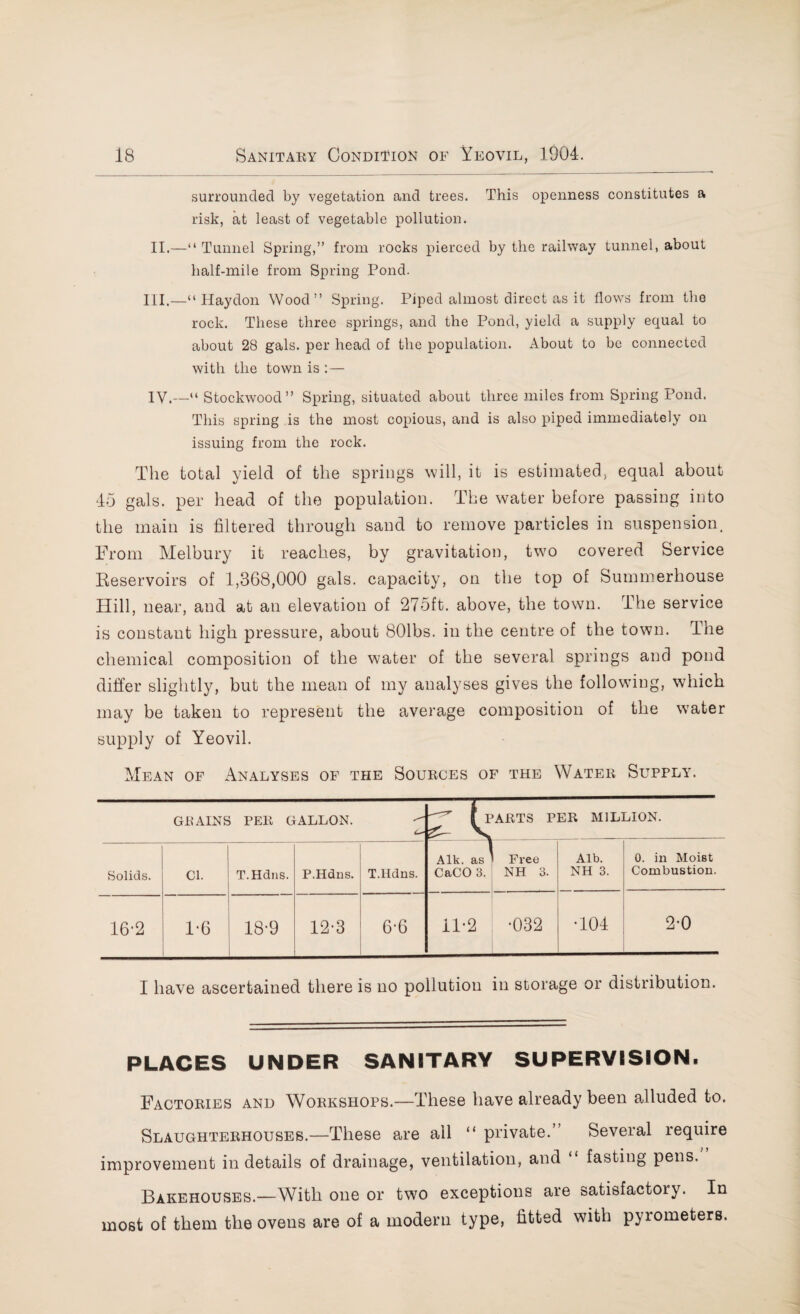 18 Sanitary Condition of Yeovil, 1904.
surrounded by vegetation and trees. This openness constitutes a
risk, at least of vegetable pollution.
II.—“ Tunnel Spring,” from rocks pierced by the railway tunnel, about
half-mile from Spring Pond.
III.—“ Haydon Wood ” Spring. Piped almost direct as it flows from the
rock. These three springs, and the Pond, yield a supply equal to
about 28 gals. per head of the population. About to be connected
with the town is :—
IV.—“ Stockwood ” Spring, situated about three miles from Spring Pond.
This spring is the most copious, and is also piped immediately on
issuing from the rock.
The total yield of the springs will, it is estimated, equal about
45 gals. per head of the population. The water before passing into
the main is filtered through sand to remove particles in suspension.
From Melbury it reaches, by gravitation, two covered Service
Reservoirs of 1,368,000 gals. capacity, on the top of Summerhouse
Hill, near, and at an elevation of 275ft. above, the town. The service
is constant high pressure, about 80lbs. in the centre of the town. The
chemical composition of the water of the several springs and pond
differ slightly, but the mean of my analyses gives the following, which
may be taken to represent the average composition of the water
supply of Yeovil.
Mean of Analyses of the Sources of the Water Supply.
GRAINS PER GALLON. PARTS PER MILLION.
Solids. Cl. T.Hdns. P.Hdns. T.Hdns. Alk. as CaCO 3. Free NH 3. Alb. NH 3. O. in Moist Combustion.
16·2 1·6 18·9 12·3 6·6 11·2 ·032 ·104 2·0
I have ascertained there is no pollution in storage or distribution.
PLACES UNDER SANITARY SUPERVISION.
Factories and Workshops.—These have already been alluded to.
Slaughterhouses.—These are all “ private.” Several require
improvement in details of drainage, ventilation, and “ fasting pens.”
Bakehouses.—With one or two exceptions are satisfactory. In
most of them the ovens are of a modern type, fitted with pyrometers.